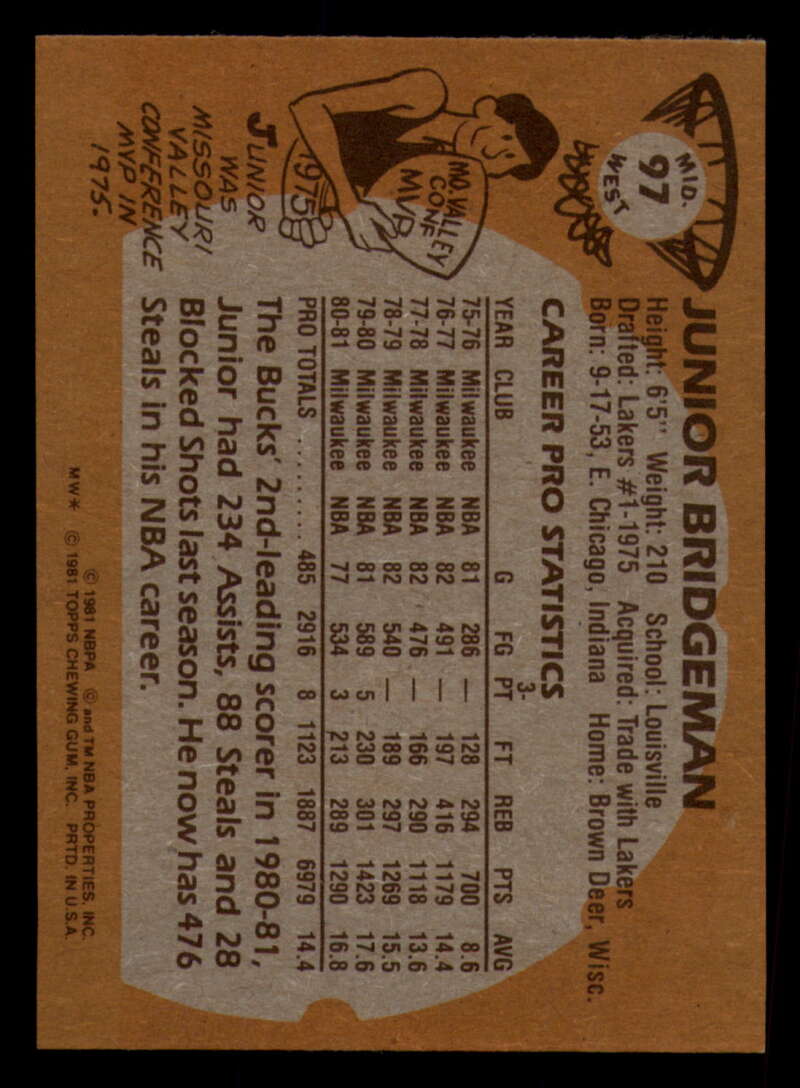 MID.
97
WEST
JUNIOR BRIDGEMAN
Height: 6'5" Weight: 210 School: Louisville
Drafted: Lakers #1-1975 Acquired: Trade with Lakers
Born: 9-17-53, E. Chicago, Indiana Home: Brown Deer, Wisc.
CAREER PRO STATISTICS
YEAR CLUB G FG 3-PT FT REB PTS AVG
75-76 Milwaukee NBA 81 286 — 128 294 700 8.6
76-77 Milwaukee NBA 82 491 — 197 416 1179 14.4
77-78 Milwaukee NBA 82 476 — 166 290 1118 13.6
78-79 Milwaukee NBA 82 540 — 189 297 1269 15.5
79-80 Milwaukee NBA 81 589 5 230 301 1423 17.6
80-81 Milwaukee NBA 77 534 3 213 289 1290 16.8
PRO TOTALS .......... 485 2916 8 1123 1887 6979 14.4
The Bucks' 2nd-leading scorer in 1980-81,
Junior had 234 Assists, 88 Steals and 28
Blocked Shots last season. He now has 476
Steals in his NBA career.
MO. VALLEY
CONF
MVP
1975
JUNIOR
WAS
MISSOURI
VALLEY
CONFERENCE
MVP IN
1975.
© 1981 NBPA © and TM NBA PROPERTIES, INC.
MW* © 1981 TOPPS CHEWING GUM, INC. PRTD. IN U.S.A.